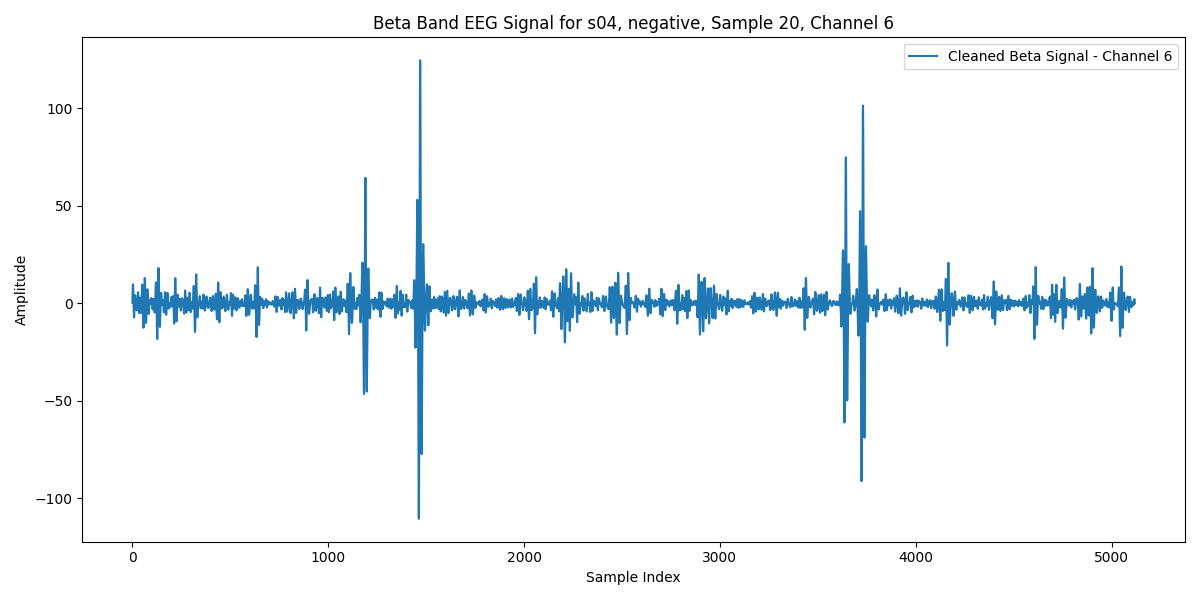 Beta Band EEG Signal for s04, negative, Sample 20, Channel 6
Cleaned Beta Signal - Channel 6
Amplitude
100
50
0
−50
−100
0 1000 2000 3000 4000 5000
Sample Index